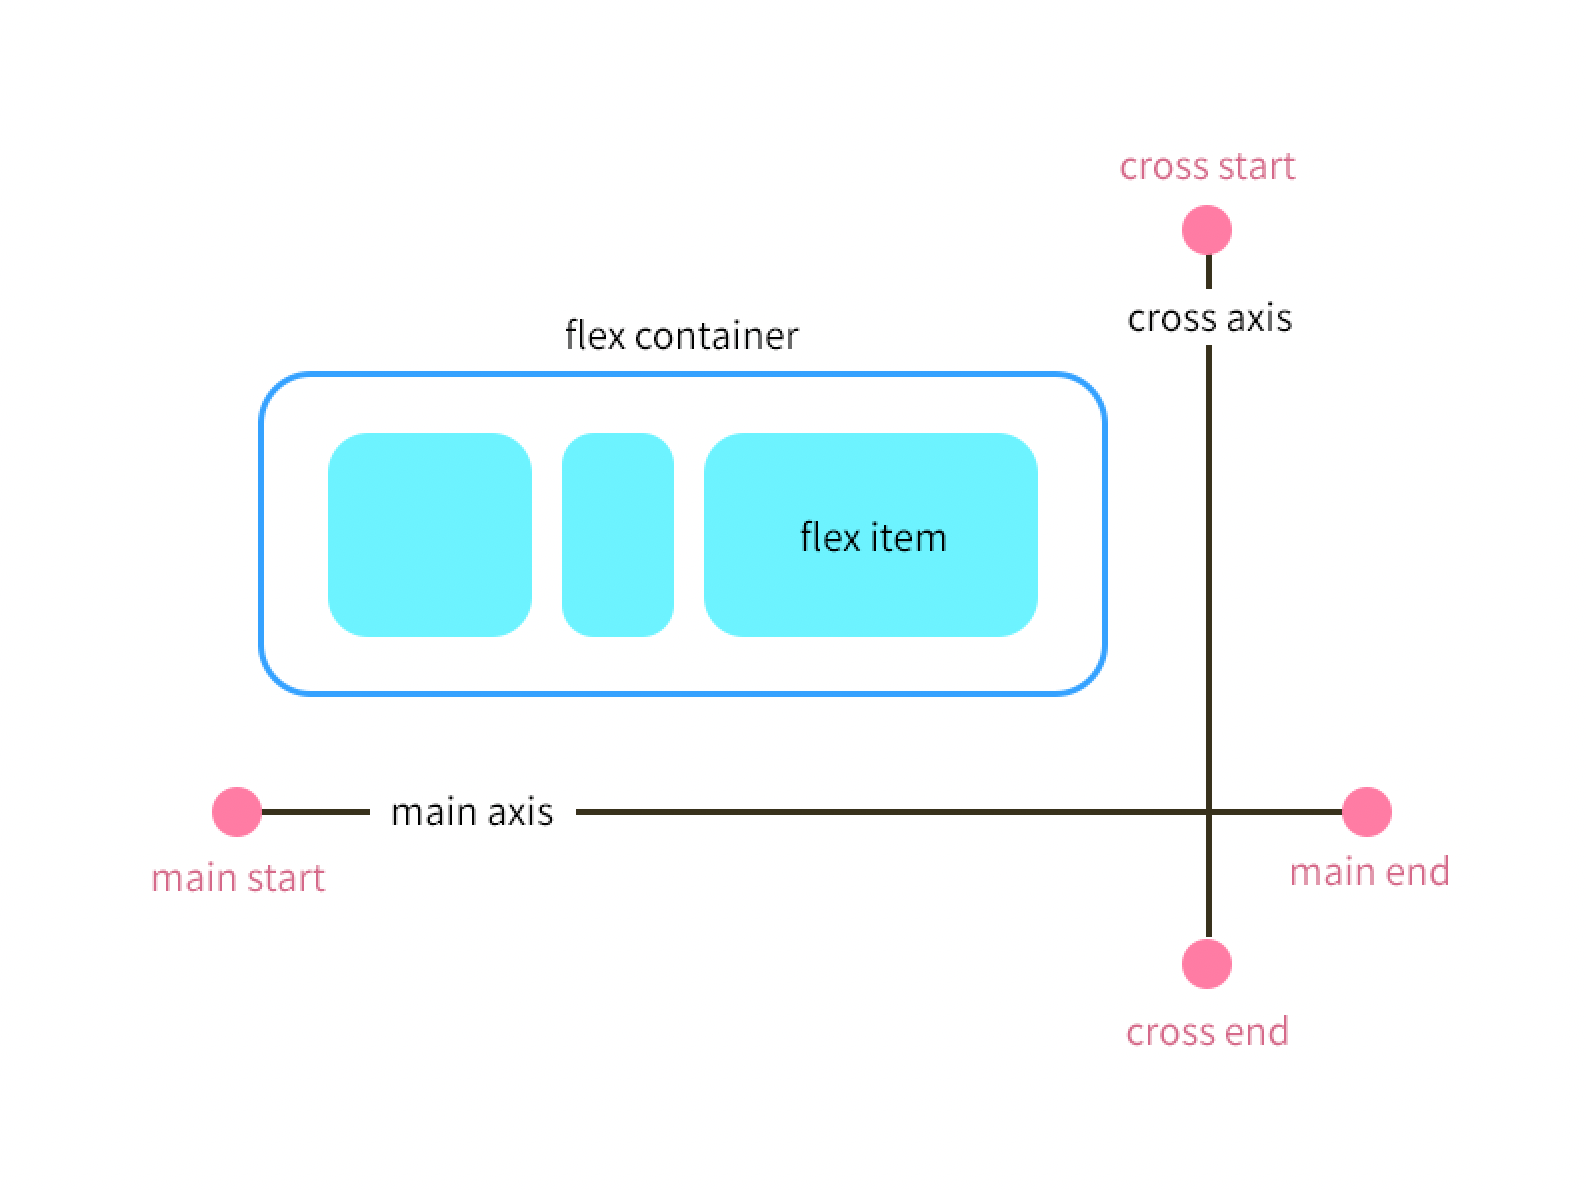 cross start
cross axis
flex container
flex item
main axis
main start
main end
cross end